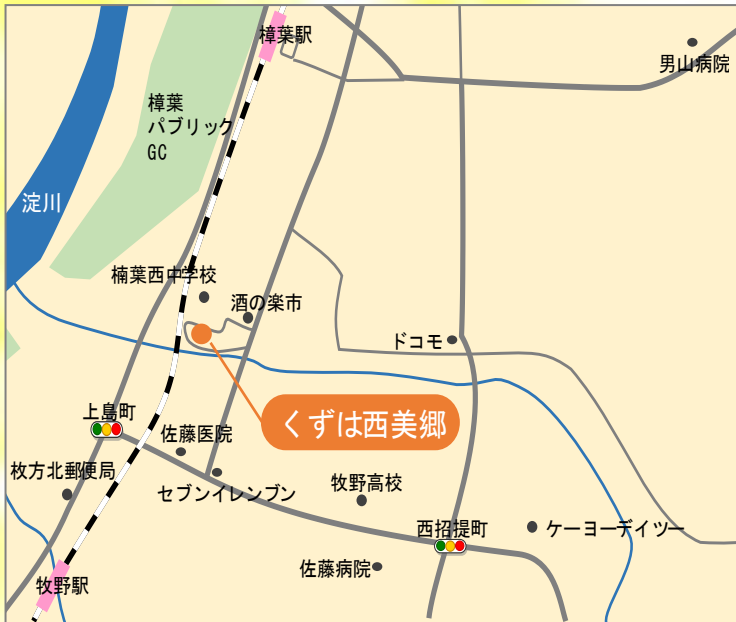 樟葉駅
男山病院
樟葉
パブリック
GC
淀川
楠葉西中学校
酒の楽市
ドコモ
くずは西美郷
上島町
佐藤医院
枚方北郵便局
セブンイレンブン
牧野高校
西招提町
ケーヨーデイツー
佐藤病院
牧野駅